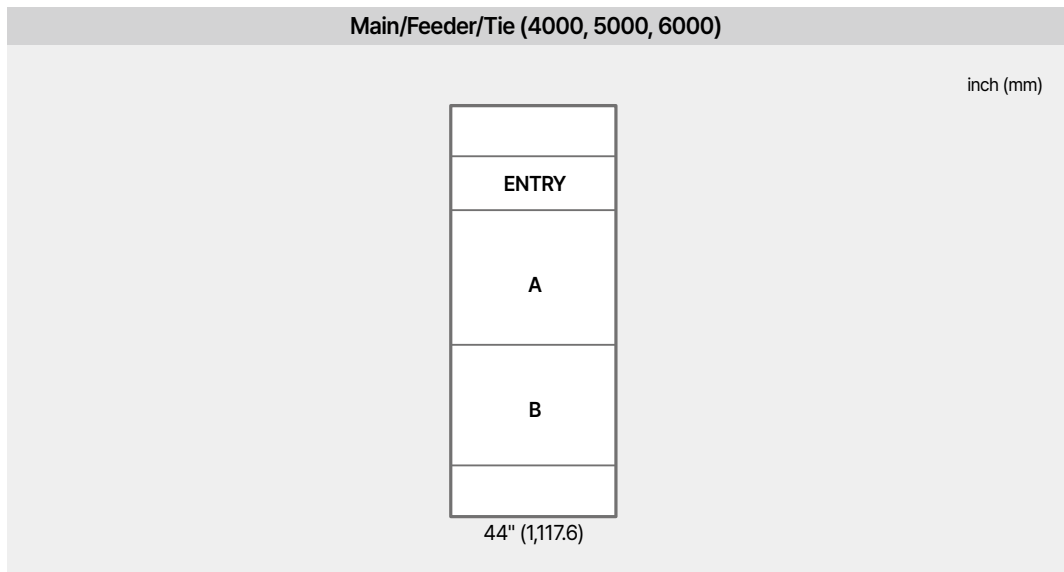 Main/Feeder/Tie (4000, 5000, 6000)
inch (mm)
ENTRY
A
B
44" (1,117.6)